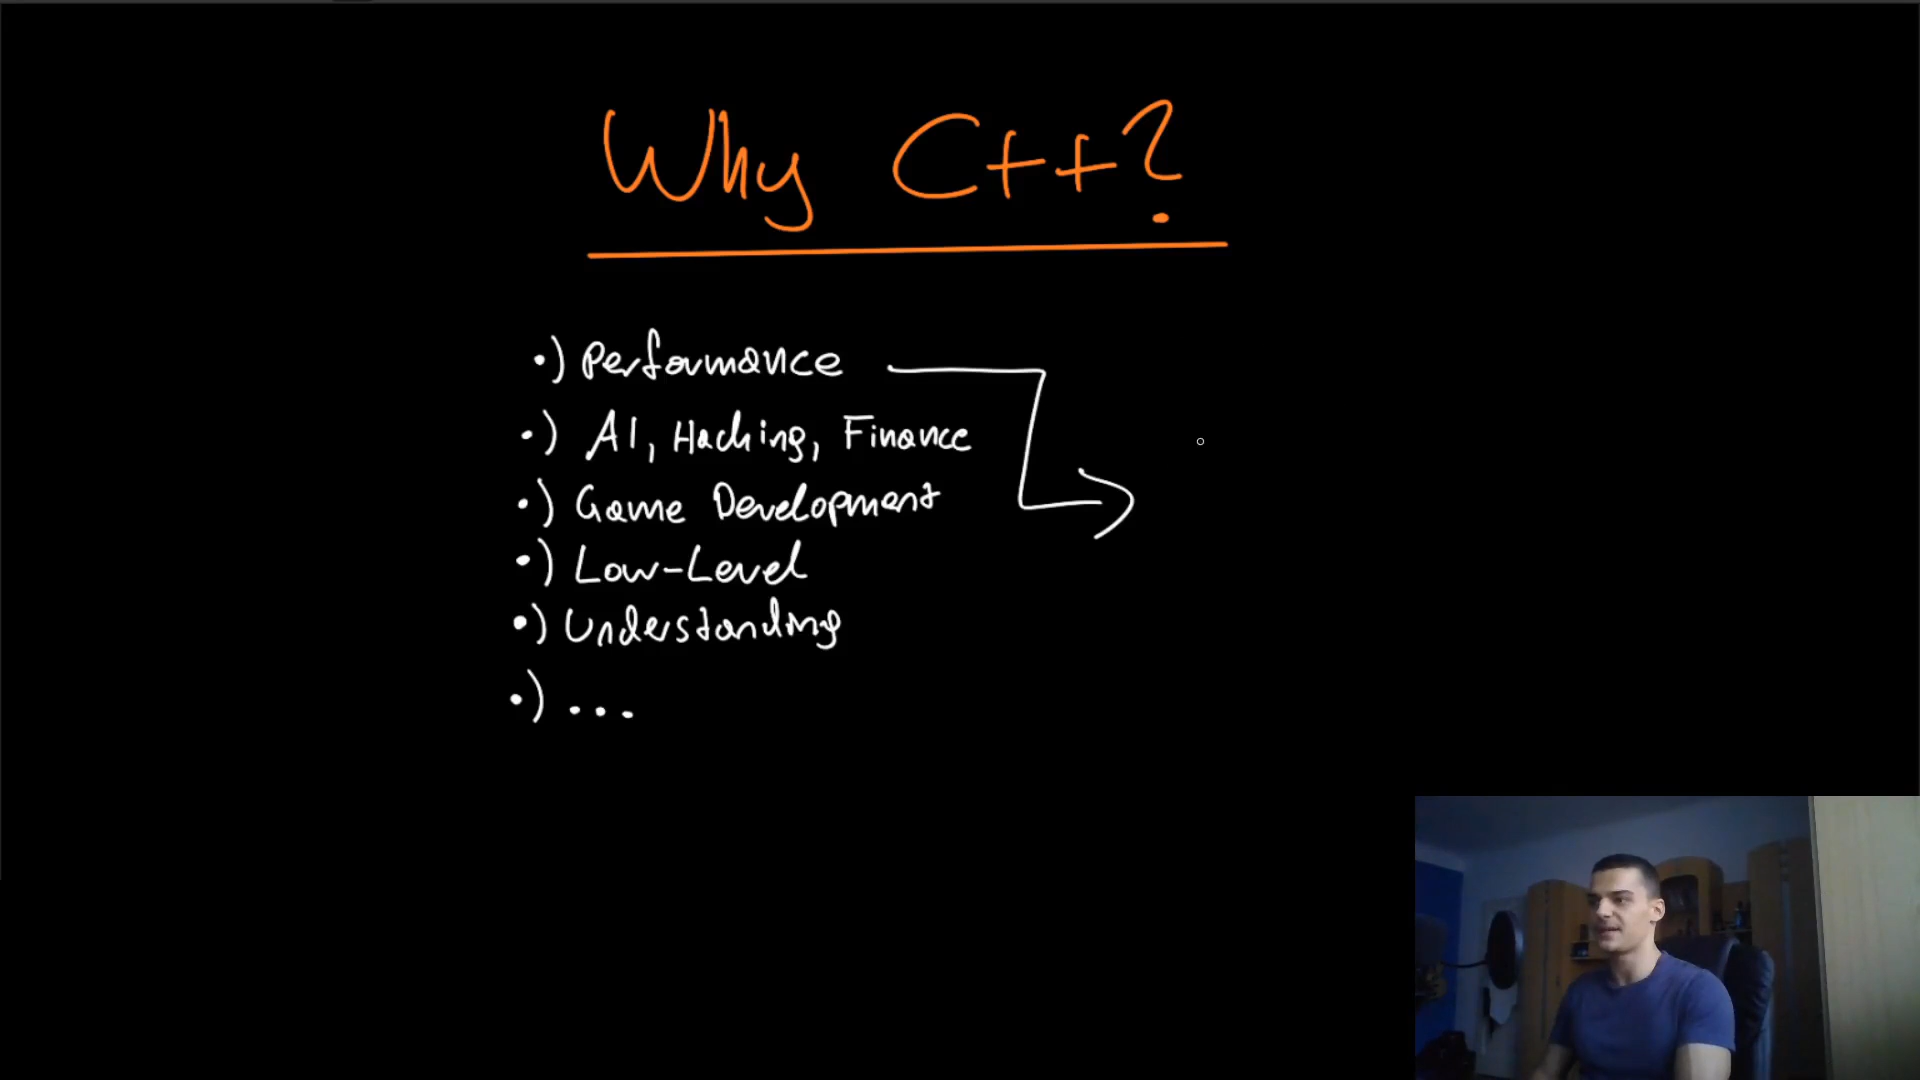 Why C++?
•) Performance
•) AI, Hacking, Finance
•) Game Development
•) Low-Level
•) Understanding
•) ...